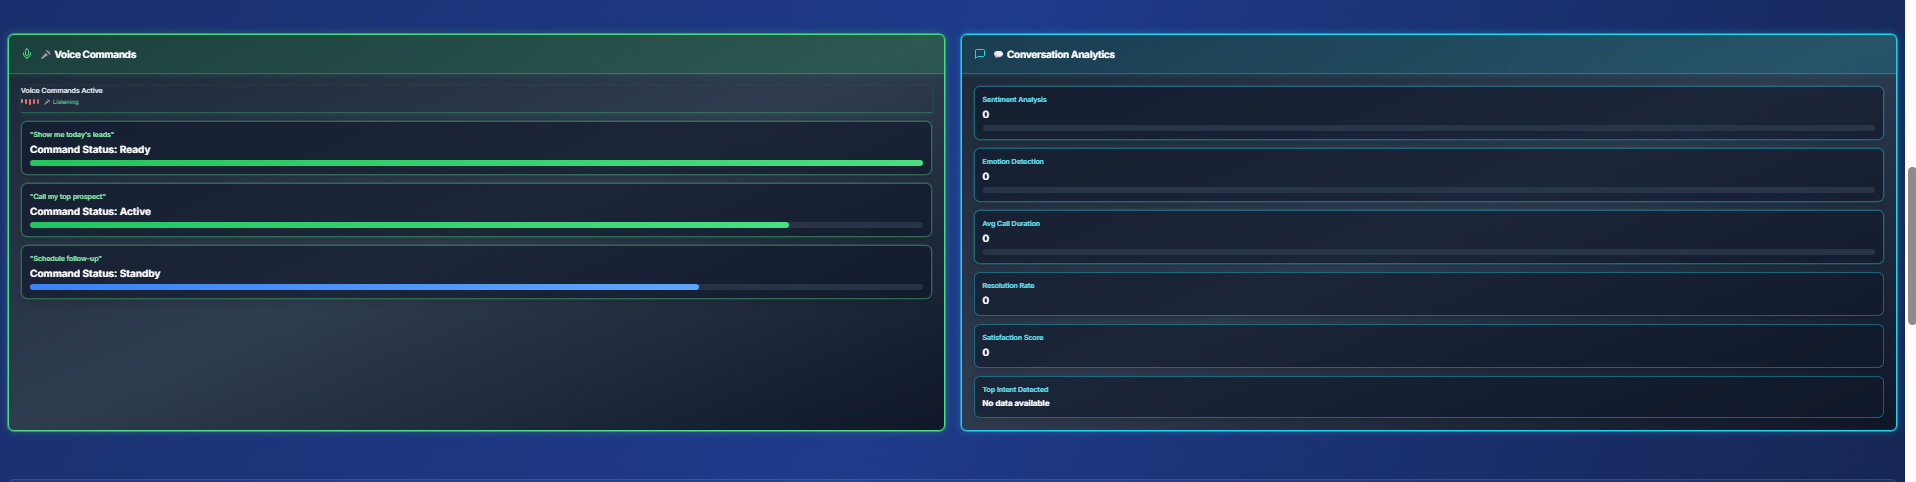 Voice Commands
Voice Commands Active
Listening
"Show me today's leads"
Command Status: Ready
"Call my top prospect"
Command Status: Active
"Schedule follow-up"
Command Status: Standby
Conversation Analytics
Sentiment Analysis
0
Emotion Detection
0
Avg Call Duration
0
Resolution Rate
0
Satisfaction Score
0
Top Intent Detected
No data available